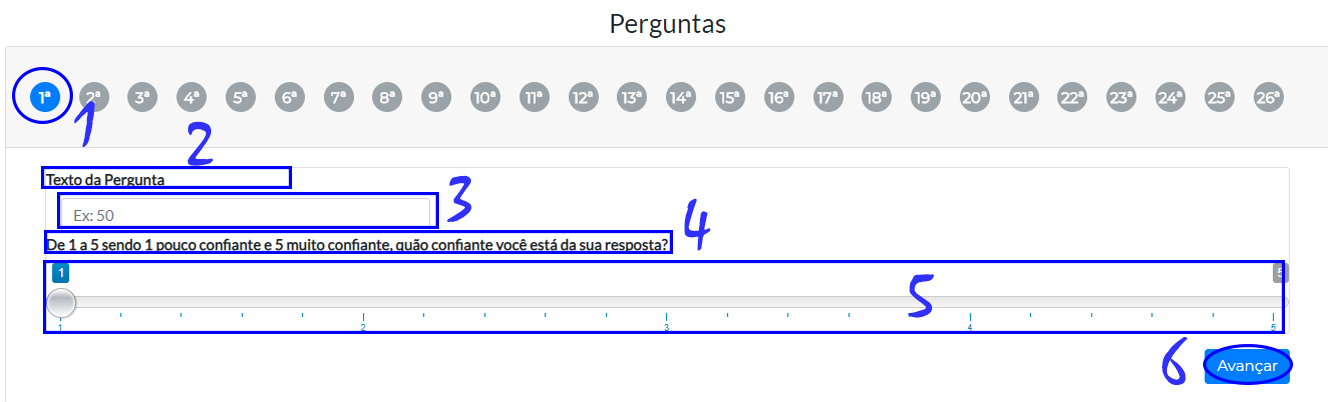 Perguntas
1ª 2ª 3ª 4ª 5ª 6ª 7ª 8ª 9ª 10ª 11ª 12ª 13ª 14ª 15ª 16ª 17ª 18ª 19ª 20ª 21ª 22ª 23ª 24ª 25ª 26ª
1
2
Texto da Pergunta
3
Ex: 50
4
De 1 a 5 sendo 1 pouco confiante e 5 muito confiante, quão confiante você está da sua resposta?
1 5
5
1 2 3 4 5
6 Avançar